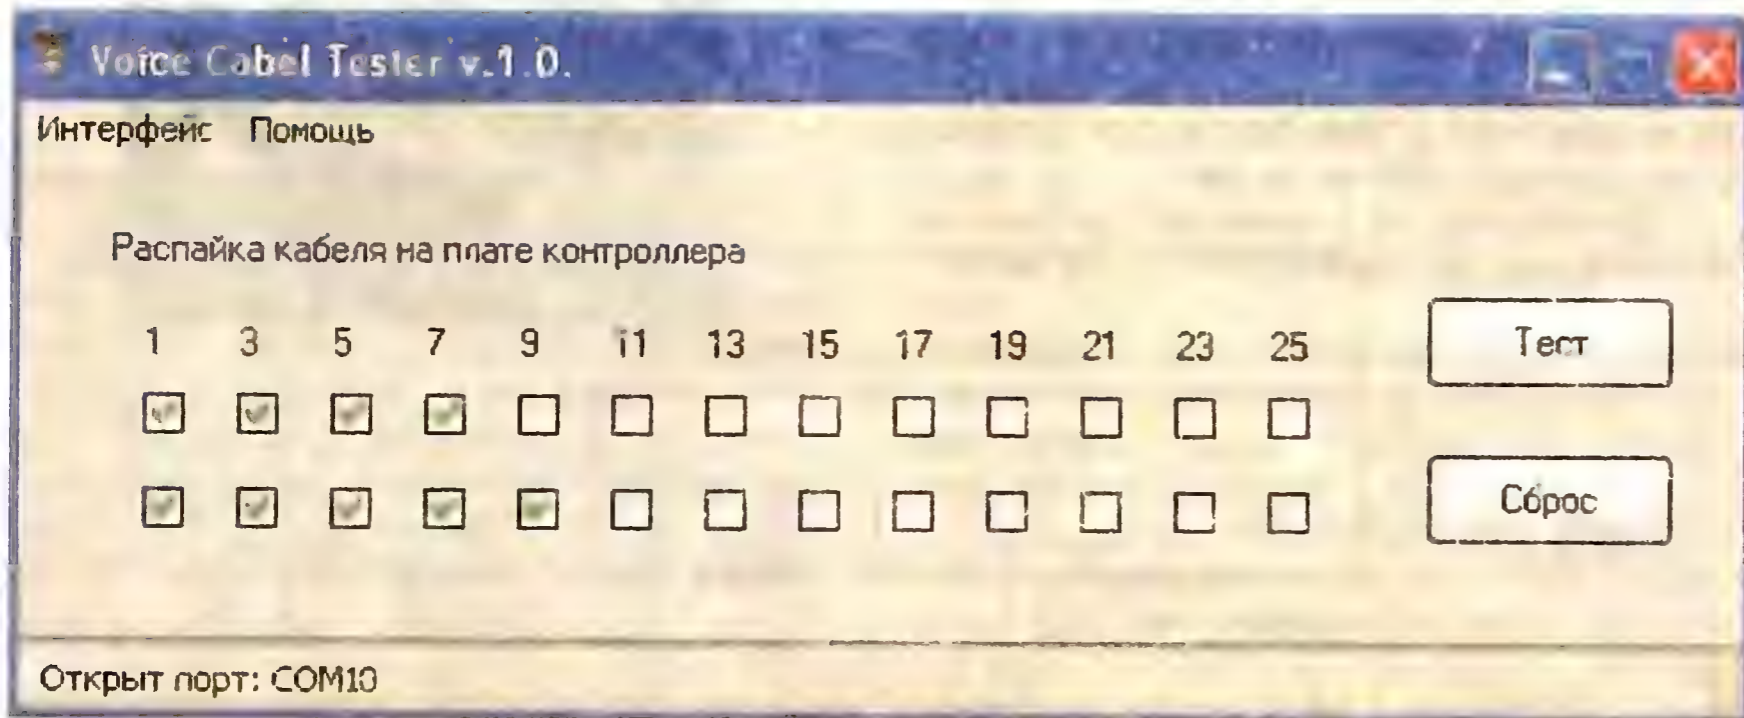 Voice Cabel Tester v.1.0.
Интерфейс Помощь
Распайка кабеля на плате контроллера
1 3 5 7 9 11 13 15 17 19 21 23 25
Тест
Сброс
Открыт порт: COM10